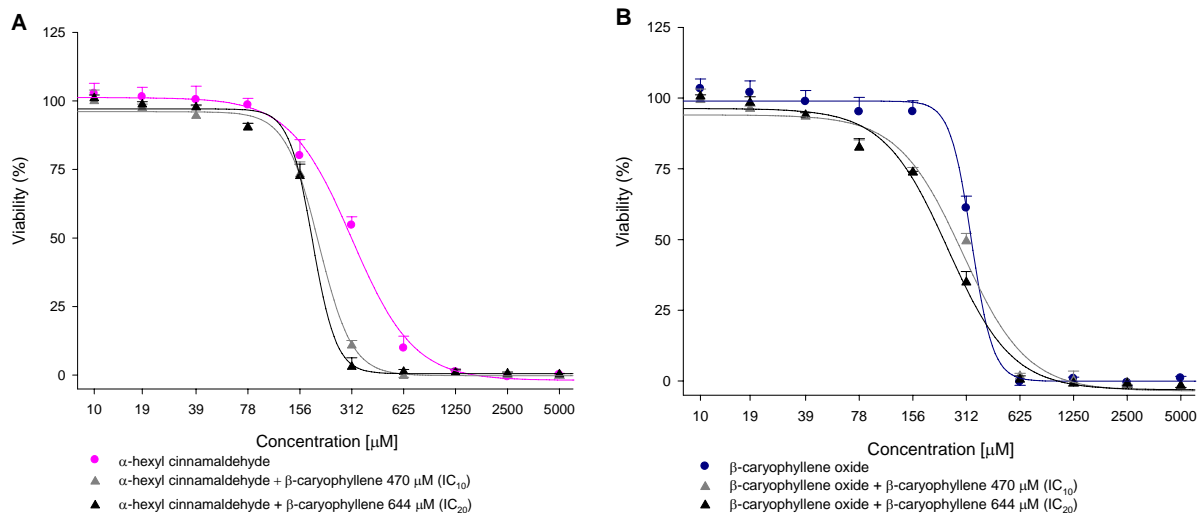 A
125
100
75
50
25
0
Viability (%)
10 19 39 78 156 312 625 1250 2500 5000
Concentration [μM]
α-hexyl cinnamaldehyde
α-hexyl cinnamaldehyde + β-caryophyllene 470 μM (IC10)
α-hexyl cinnamaldehyde + β-caryophyllene 644 μM (IC20)
B
125
100
75
50
25
0
Viability (%)
10 19 39 78 156 312 625 1250 2500 5000
Concentration [μM]
β-caryophyllene oxide
β-caryophyllene oxide + β-caryophyllene 470 μM (IC10)
β-caryophyllene oxide + β-caryophyllene 644 μM (IC20)